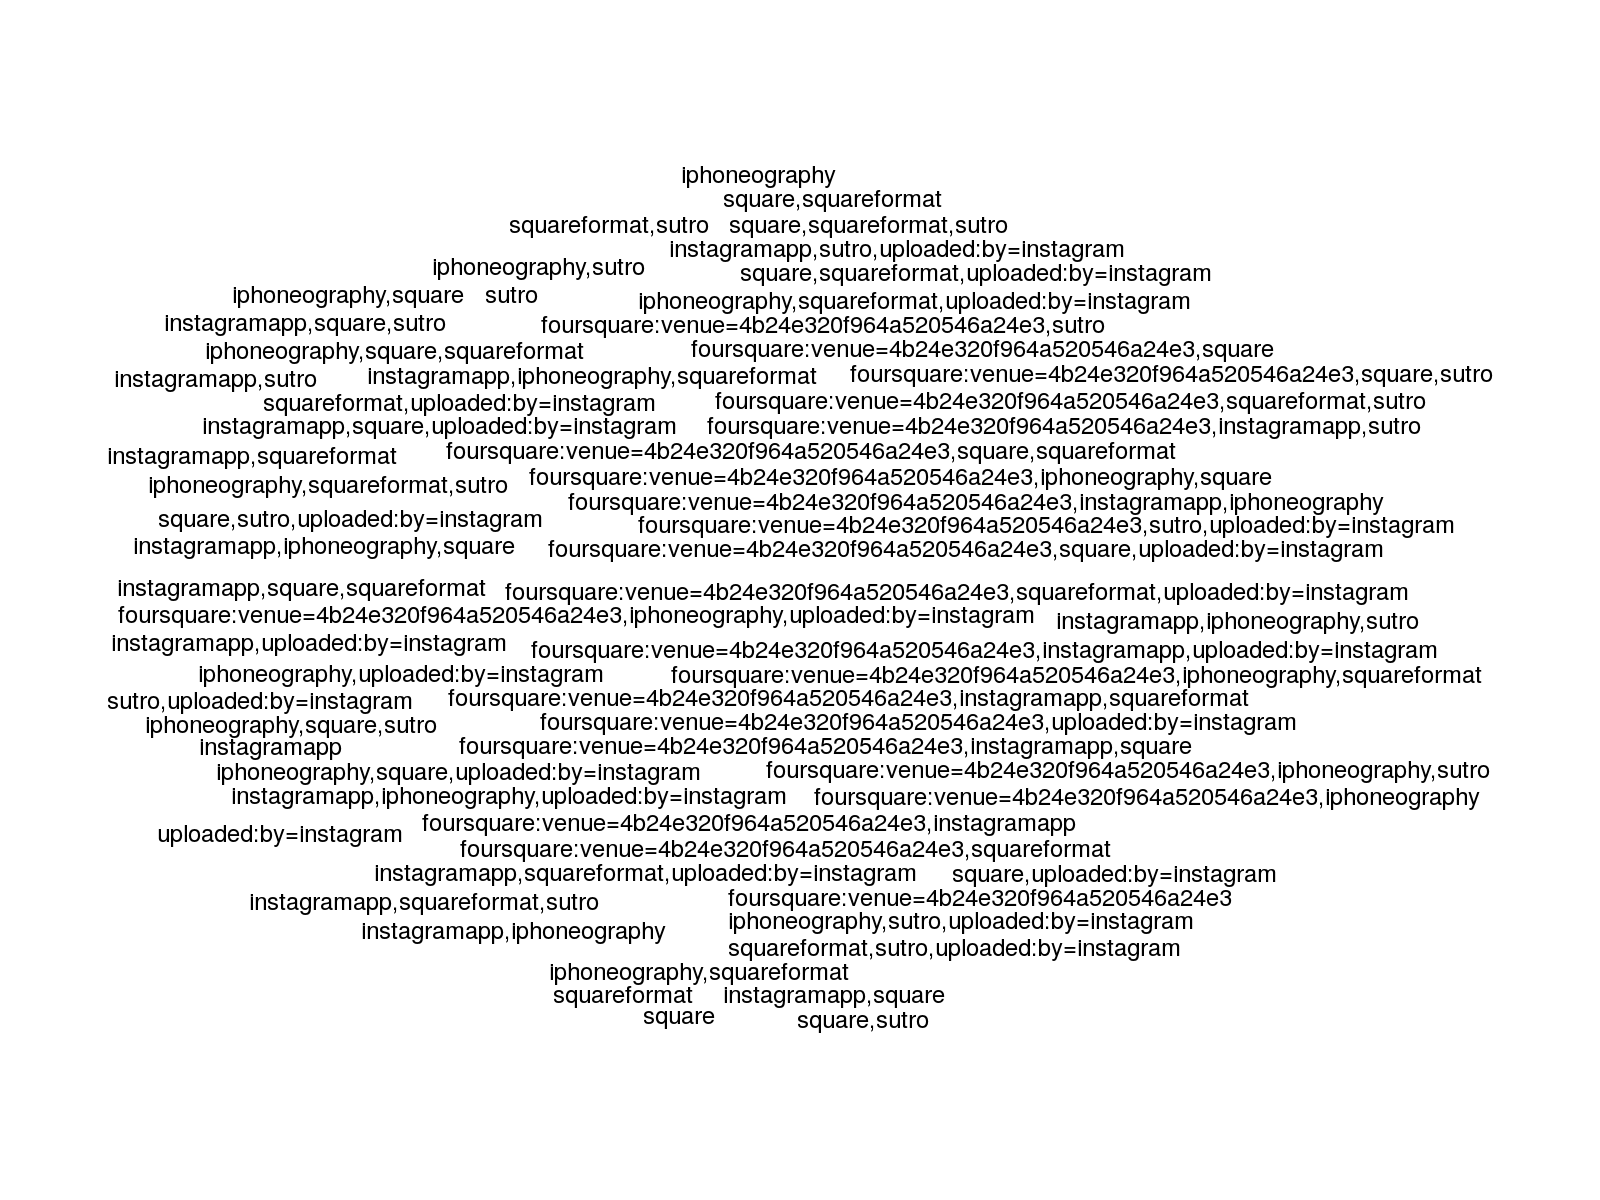 iphoneography
square,squareformat
squareformat,sutro square,squareformat,sutro
instagramapp,sutro,uploaded:by=instagram
iphoneography,sutro
square,squareformat,uploaded:by=instagram
iphoneography,square sutro
iphoneography,squareformat,uploaded:by=instagram
instagramapp,square,sutro
foursquare:venue=4b24e320f964a520546a24e3,sutro
iphoneography,square,squareformat
foursquare:venue=4b24e320f964a520546a24e3,square
instagramapp,sutro instagramapp,iphoneography,squareformat foursquare:venue=4b24e320f964a520546a24e3,square,sutro
squareformat,uploaded:by=instagram foursquare:venue=4b24e320f964a520546a24e3,squareformat,sutro
instagramapp,square,uploaded:by=instagram foursquare:venue=4b24e320f964a520546a24e3,instagramapp,sutro
instagramapp,squareformat foursquare:venue=4b24e320f964a520546a24e3,square,squareformat
iphoneography,squareformat,sutro foursquare:venue=4b24e320f964a520546a24e3,iphoneography,square
foursquare:venue=4b24e320f964a520546a24e3,instagramapp,iphoneography
square,sutro,uploaded:by=instagram foursquare:venue=4b24e320f964a520546a24e3,sutro,uploaded:by=instagram
instagramapp,iphoneography,square foursquare:venue=4b24e320f964a520546a24e3,square,uploaded:by=instagram
instagramapp,square,squareformat foursquare:venue=4b24e320f964a520546a24e3,squareformat,uploaded:by=instagram
foursquare:venue=4b24e320f964a520546a24e3,iphoneography,uploaded:by=instagram instagramapp,iphoneography,sutro
instagramapp,uploaded:by=instagram foursquare:venue=4b24e320f964a520546a24e3,instagramapp,uploaded:by=instagram
iphoneography,uploaded:by=instagram foursquare:venue=4b24e320f964a520546a24e3,iphoneography,squareformat
sutro,uploaded:by=instagram foursquare:venue=4b24e320f964a520546a24e3,instagramapp,squareformat
iphoneography,square,sutro foursquare:venue=4b24e320f964a520546a24e3,uploaded:by=instagram
instagramapp foursquare:venue=4b24e320f964a520546a24e3,instagramapp,square
iphoneography,square,uploaded:by=instagram foursquare:venue=4b24e320f964a520546a24e3,iphoneography,sutro
instagramapp,iphoneography,uploaded:by=instagram foursquare:venue=4b24e320f964a520546a24e3,iphoneography
uploaded:by=instagram foursquare:venue=4b24e320f964a520546a24e3,instagramapp
foursquare:venue=4b24e320f964a520546a24e3,squareformat
instagramapp,squareformat,uploaded:by=instagram square,uploaded:by=instagram
instagramapp,squareformat,sutro foursquare:venue=4b24e320f964a520546a24e3
iphoneography,sutro,uploaded:by=instagram
instagramapp,iphoneography
squareformat,sutro,uploaded:by=instagram
iphoneography,squareformat
squareformat instagramapp,square
square square,sutro